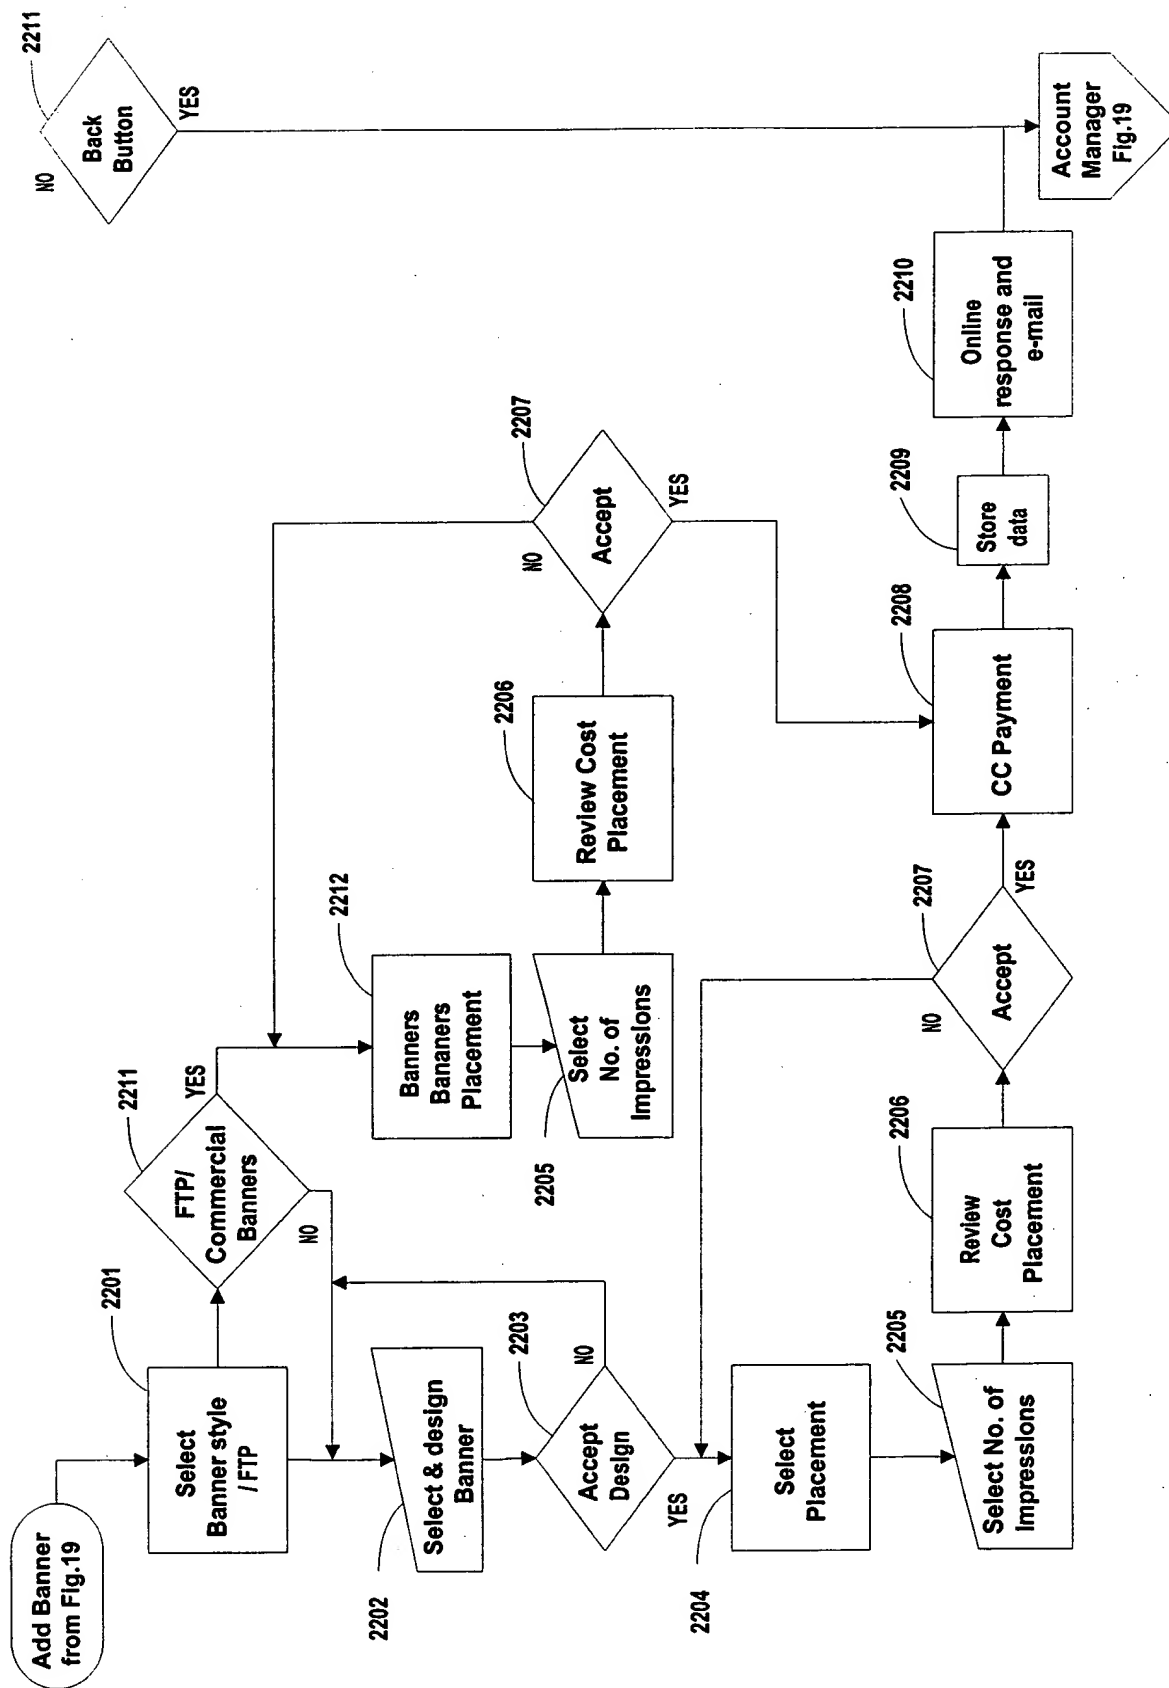 Add Banner
from Fig.19
2201
Select
Banner style
/ FTP
2211
FTP/
Commercial
Banners
YES
NO
2202
Select & design
Banner
2203
Accept
Design
NO
YES
2204
Select
Placement
2205
Select No. of
Impressions
2206
Review
Cost
Placement
2207
Accept
NO
YES
2212
Banners
Bananers
Placement
2205
Select
No. of
Impressions
2206
Review Cost
Placement
2207
Accept
NO
YES
2208
CC Payment
2209
Store
data
2210
Online
response and
e-mail
2211
Back
Button
NO
YES
Account
Manager
Fig.19